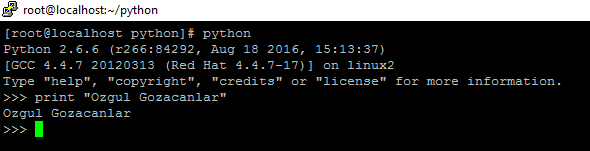 root@localhost:~/python
[root@localhost python]# python
Python 2.6.6 (r266:84292, Aug 18 2016, 15:13:37)
[GCC 4.4.7 20120313 (Red Hat 4.4.7-17)] on linux2
Type "help", "copyright", "credits" or "license" for more information.
>>> print "Ozgul Gozacanlar"
Ozgul Gozacanlar
>>>